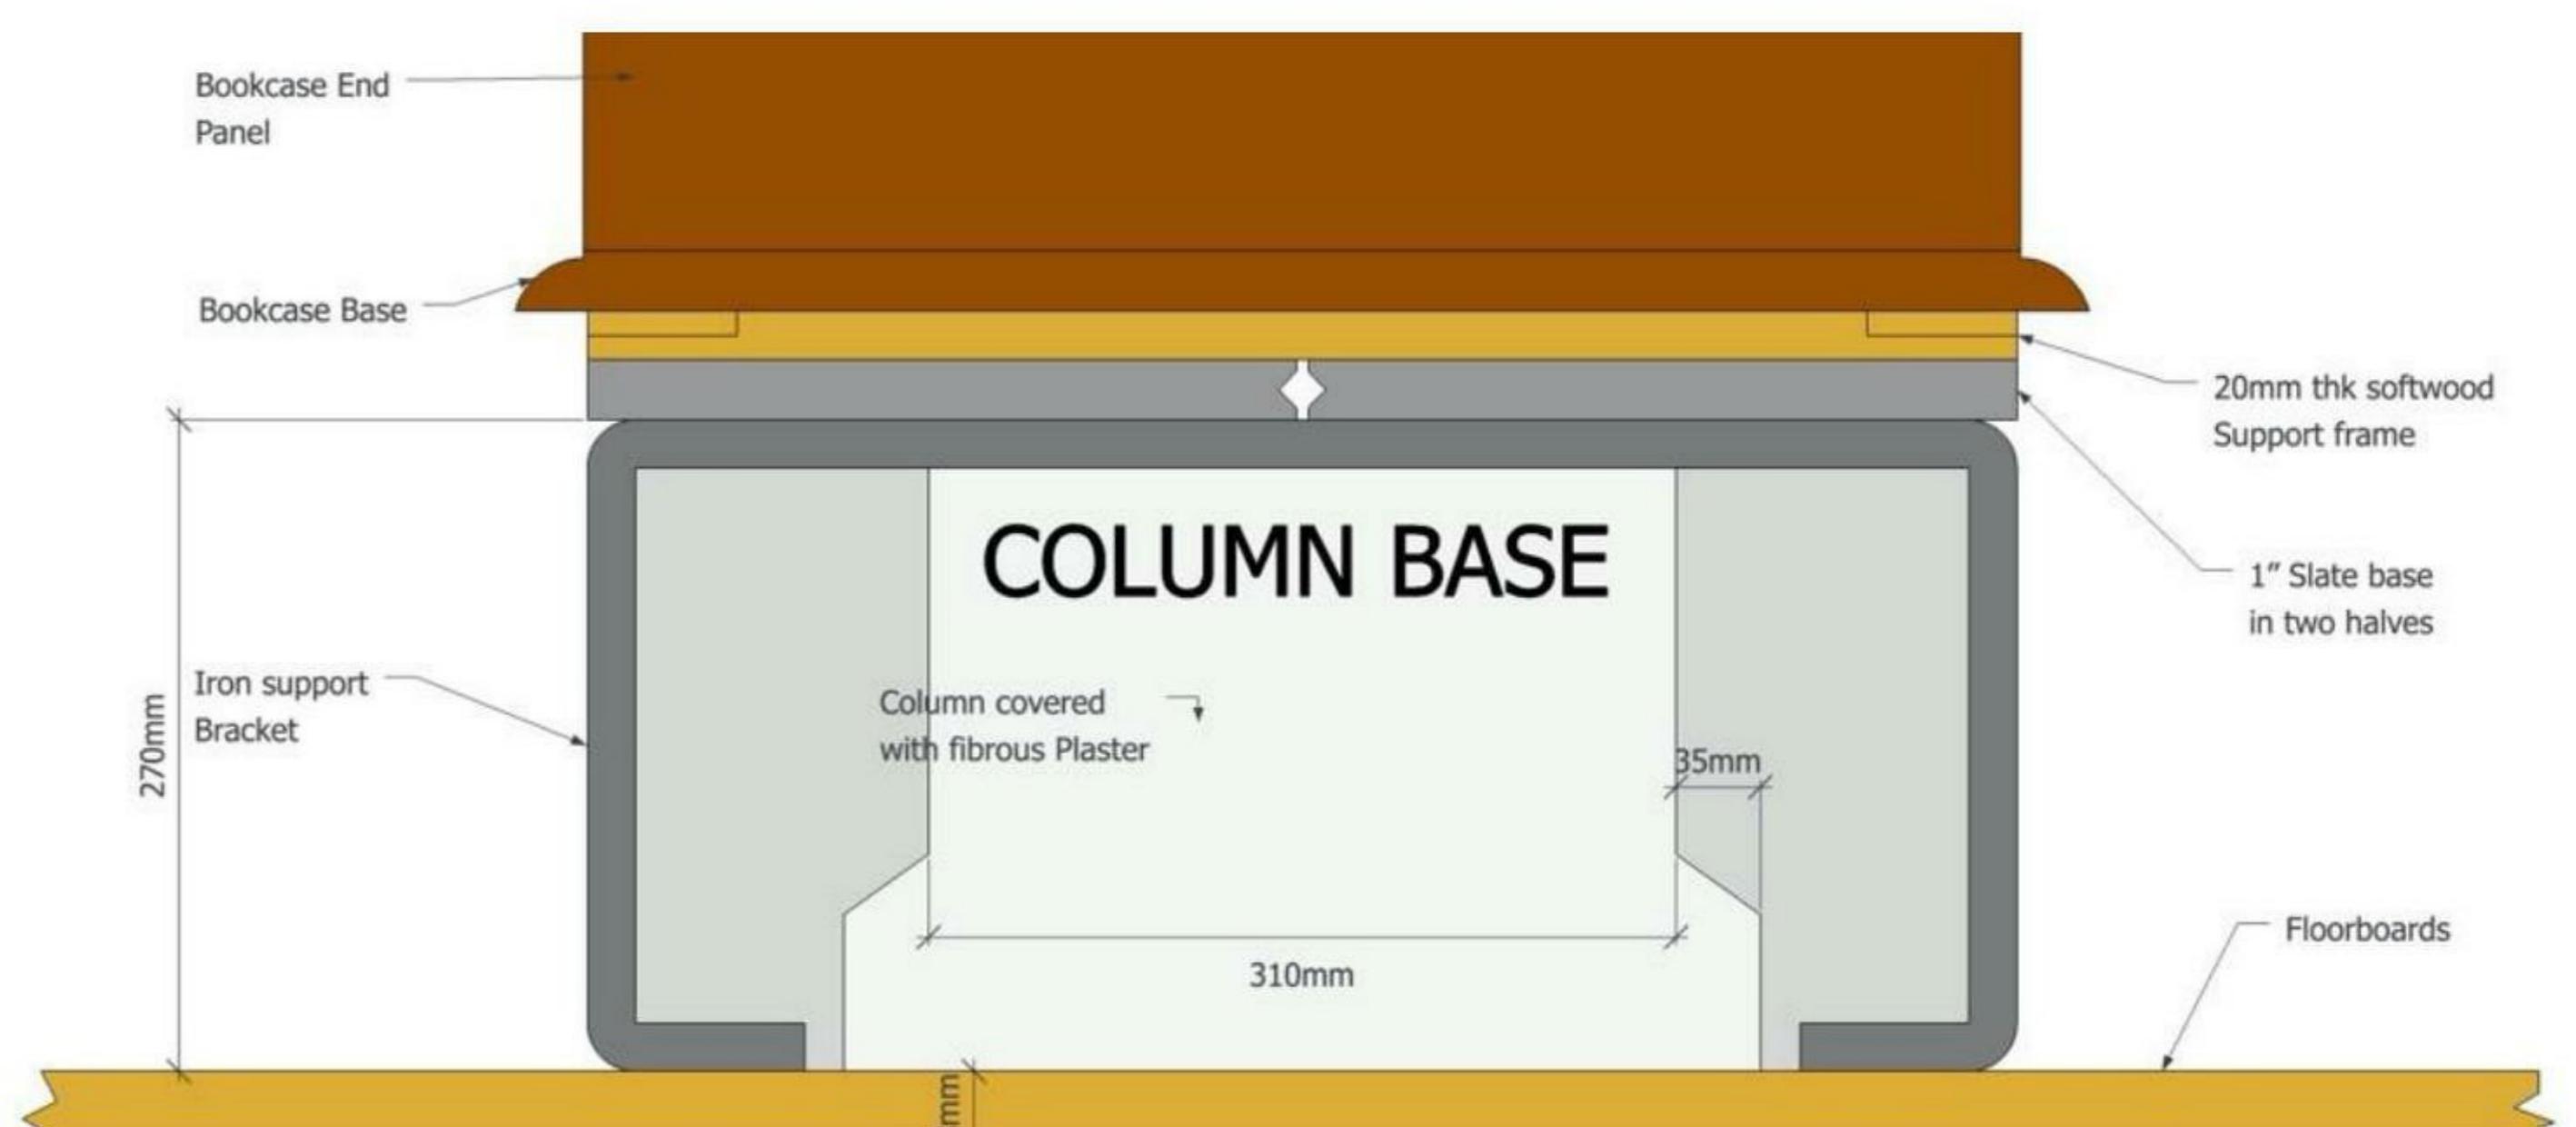 Bookcase End
Panel
Bookcase Base
20mm thk softwood
Support frame
1" Slate base
in two halves
COLUMN BASE
Iron support
Bracket
270mm
Column covered
with fibrous Plaster
35mm
310mm
Floorboards
mm